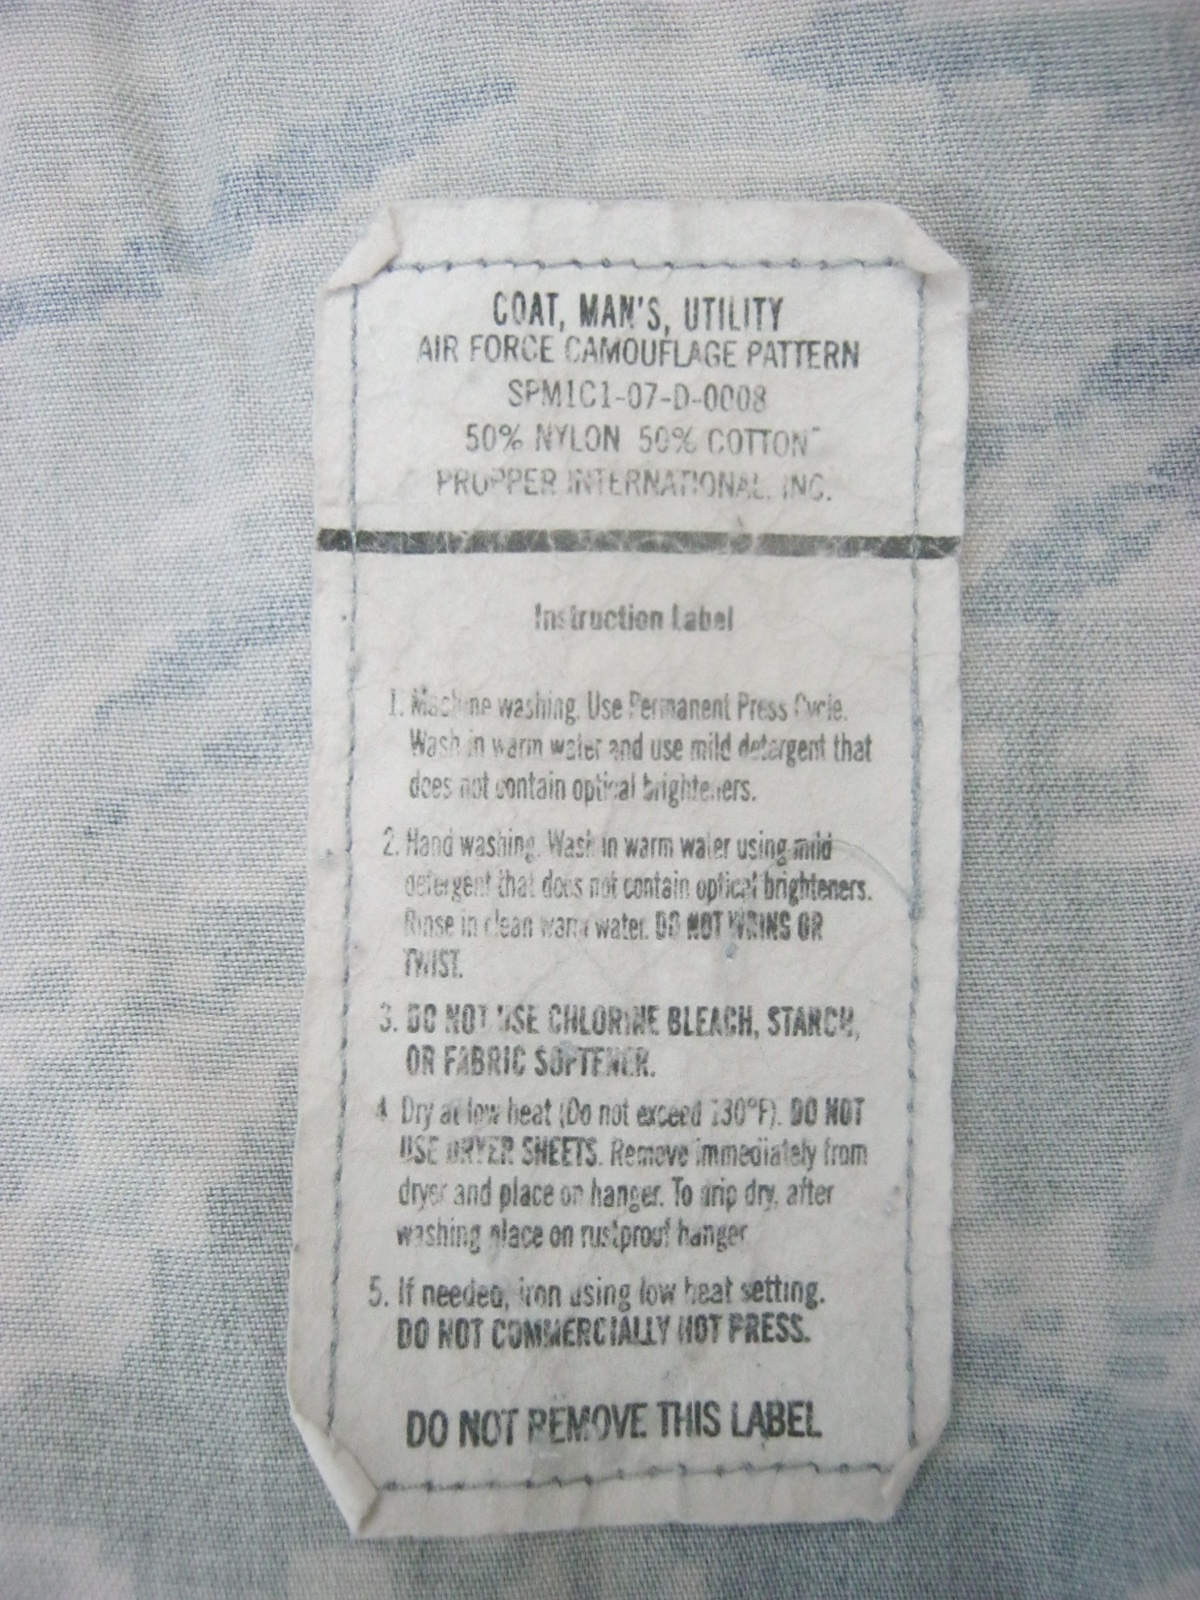 COAT, MAN'S, UTILITY
AIR FORCE CAMOUFLAGE PATTERN
SPM1C1-07-D-0008
50% NYLON 50% COTTON
PROPPER INTERNATIONAL, INC.
Instruction Label
1. Machine washing. Use Permanent Press Cycle.
Wash in warm water and use mild detergent that
does not contain optical brighteners.
2. Hand washing. Wash in warm water using mild
detergent that does not contain optical brighteners.
Rinse in clean warm water. DO NOT WRING OR
TWIST.
3. DO NOT USE CHLORINE BLEACH, STARCH,
OR FABRIC SOFTENER.
4. Dry at low heat (Do not exceed 130°F). DO NOT
USE DRYER SHEETS. Remove immediately from
dryer and place on hanger. To drip dry, after
washing place on rustproof hanger
5. If needed, iron using low heat setting.
DO NOT COMMERCIALLY HOT PRESS.
DO NOT REMOVE THIS LABEL